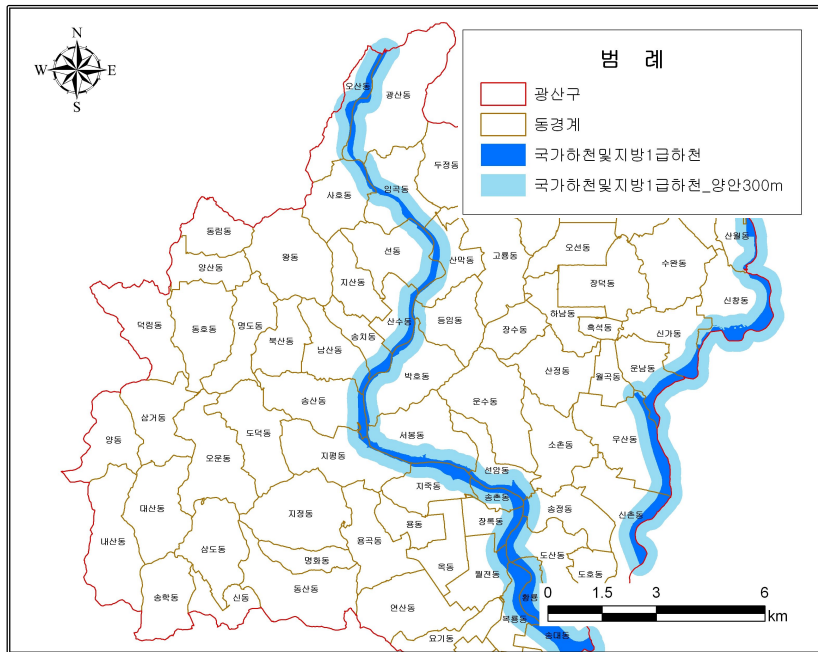 N
W
E
S
범 례
광산구
동경계
국가하천및지방1급하천
국가하천및지방1급하천_양안300m
오산동
광산동
두정동
사호동
임곡동
동림동
양산동
왕동
선동
지산동
산막동
고룡동
오선동
장덕동
수완동
산월동
신창동
덕림동
동호동
명도동
북산동
남산동
송치동
산수동
등임동
장수동
하남동
흑석동
신가동
박호동
산정동
월곡동
운남동
송산동
운수동
삼거동
양동
오운동
도덕동
지평동
서봉동
소촌동
우산동
선암동
지죽동
송촌동
송정동
신촌동
대산동
내산동
지정동
삼도동
용동
장록동
용곡동
명화동
동산동
옥동
월전동
도산동
도호동
송학동
신동
연산동
황룡
복룡동
요기동
송대동
0
1.5
3
6
km